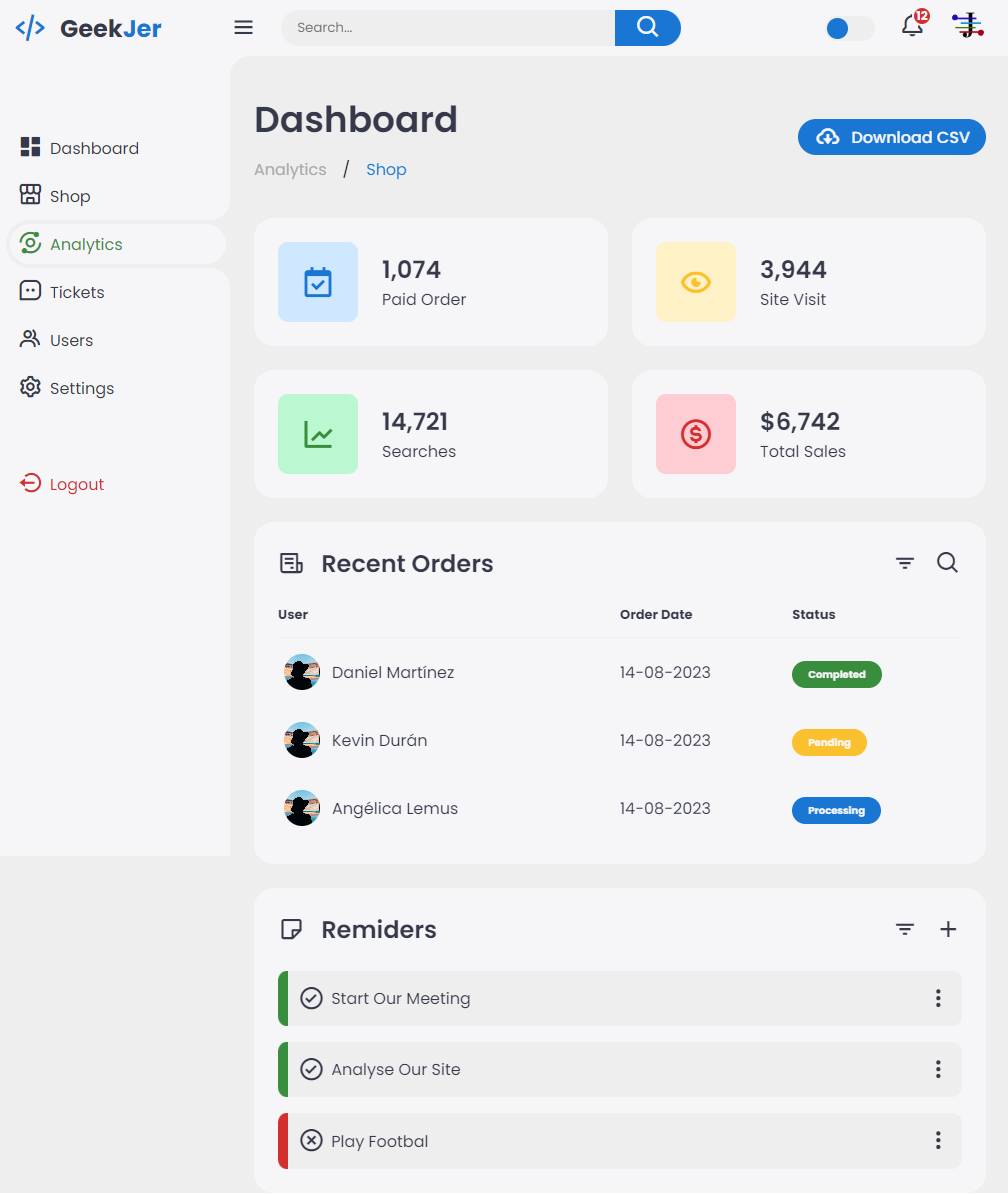 </> GeekJer
Search...
12
Dashboard
Shop
Analytics
Tickets
Users
Settings
Logout
Dashboard
Analytics / Shop
Download CSV
1,074
Paid Order
3,944
Site Visit
14,721
Searches
$6,742
Total Sales
Recent Orders
User Order Date Status
Daniel Martínez 14-08-2023 Completed
Kevin Durán 14-08-2023 Pending
Angélica Lemus 14-08-2023 Processing
Remiders
Start Our Meeting
Analyse Our Site
Play Footbal